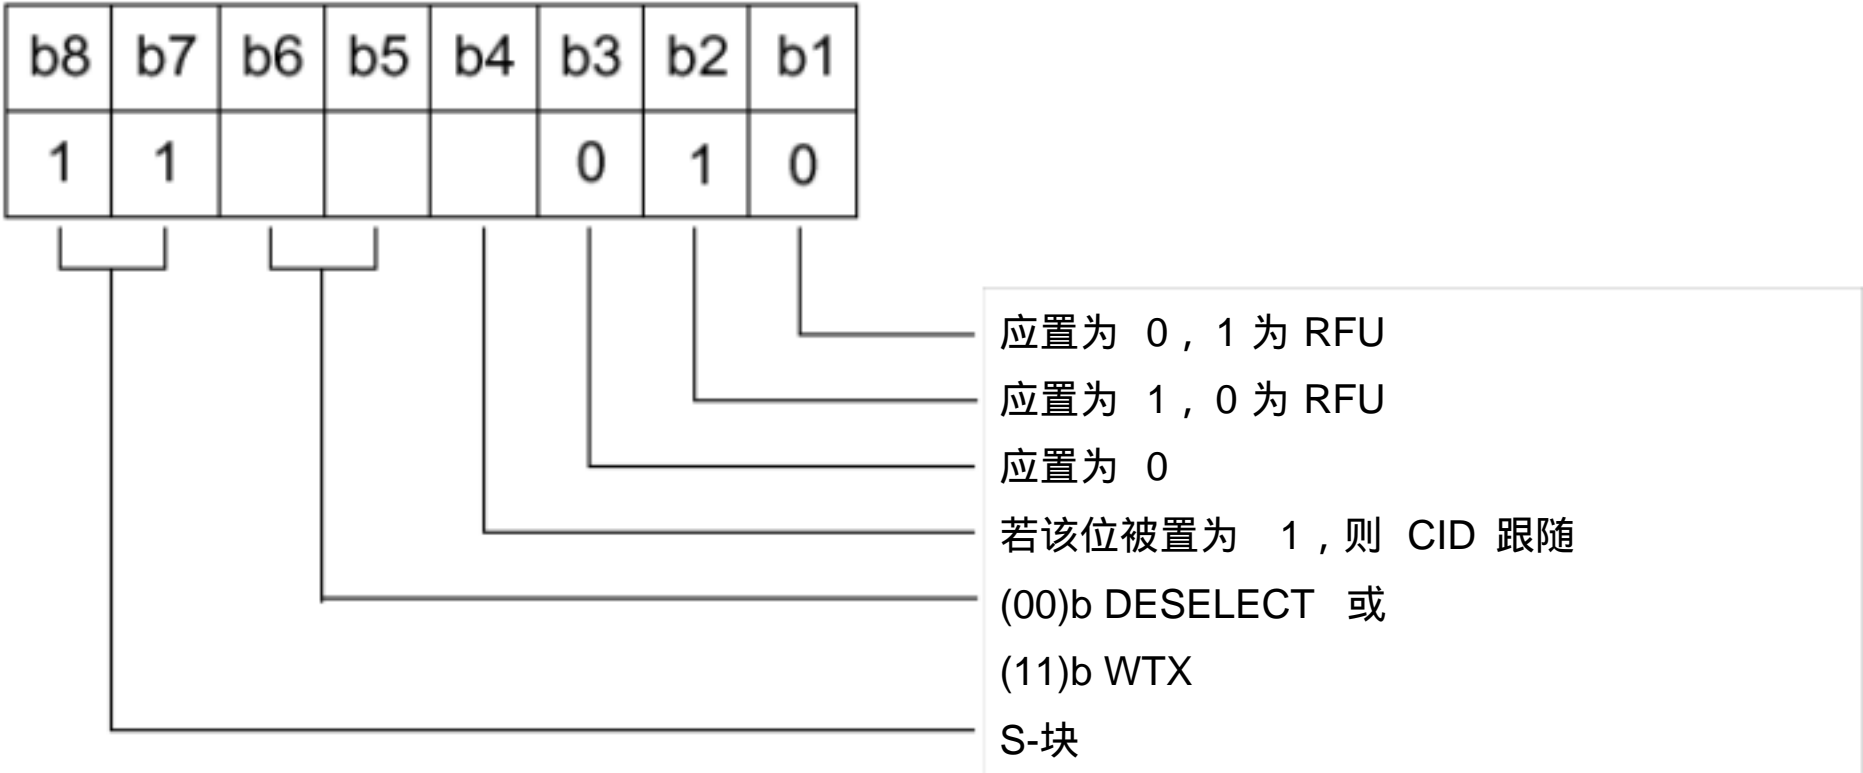 b8 b7 b6 b5 b4 b3 b2 b1
1 1 0 1 0
应置为 0，1 为 RFU
应置为 1，0 为 RFU
应置为 0
若该位被置为 1，则 CID 跟随
(00)b DESELECT 或
(11)b WTX
S-块